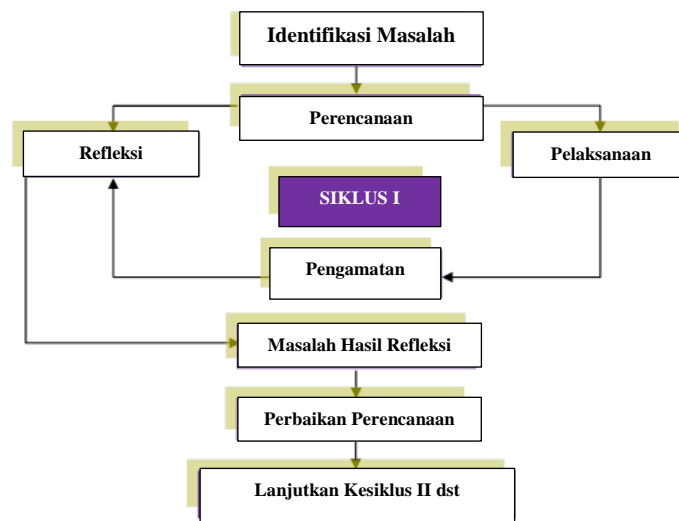 Identifikasi Masalah
Perencanaan
Refleksi
Pelaksanaan
SIKLUS I
Pengamatan
Masalah Hasil Refleksi
Perbaikan Perencanaan
Lanjutkan Kesiklus II dst